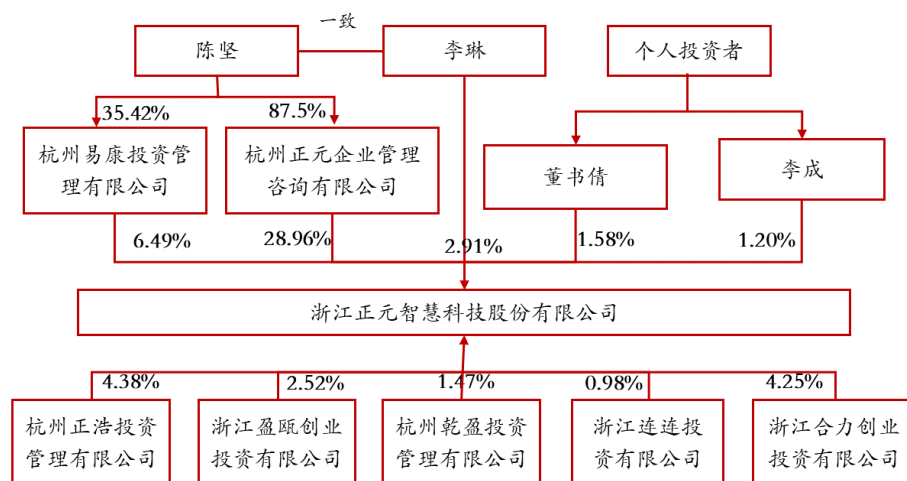 一致
陈坚
李琳
个人投资者
35.42%
87.5%
杭州易康投资管
理有限公司
杭州正元企业管理
咨询有限公司
董书倩
李成
6.49%
28.96%
2.91%
1.58%
1.20%
浙江正元智慧科技股份有限公司
4.38%
2.52%
1.47%
0.98%
4.25%
杭州正浩投资
管理有限公司
浙江盈瓯创业
投资有限公司
杭州乾盈投资
管理有限公司
浙江连连投
资有限公司
浙江合力创业
投资有限公司